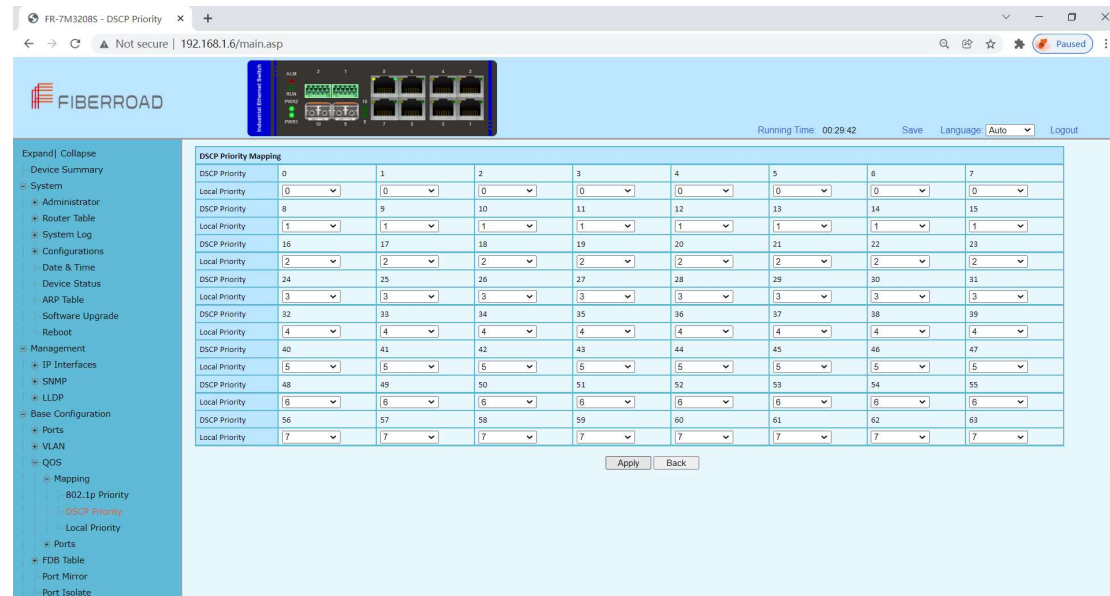 FR-7M3208S - DSCP Priority
Not secure | 192.168.1.6/main.asp
Paused
FIBERROAD
Industrial Ethernet Switch
ALM
RUN
PWR2
PWR1
Running Time: 00:29:42 Save Language: Auto Logout
Expand| Collapse
Device Summary
System
Administrator
Router Table
System Log
Configurations
Date & Time
Device Status
ARP Table
Software Upgrade
Reboot
Management
IP Interfaces
SNMP
LLDP
Base Configuration
Ports
VLAN
QOS
Mapping
802.1p Priority
DSCP Priority
Local Priority
Ports
FDB Table
Port Mirror
Port Isolate
DSCP Priority Mapping
DSCP Priority 0 1 2 3 4 5 6 7
Local Priority 0 0 0 0 0 0 0 0
DSCP Priority 8 9 10 11 12 13 14 15
Local Priority 1 1 1 1 1 1 1 1
DSCP Priority 16 17 18 19 20 21 22 23
Local Priority 2 2 2 2 2 2 2 2
DSCP Priority 24 25 26 27 28 29 30 31
Local Priority 3 3 3 3 3 3 3 3
DSCP Priority 32 33 34 35 36 37 38 39
Local Priority 4 4 4 4 4 4 4 4
DSCP Priority 40 41 42 43 44 45 46 47
Local Priority 5 5 5 5 5 5 5 5
DSCP Priority 48 49 50 51 52 53 54 55
Local Priority 6 6 6 6 6 6 6 6
DSCP Priority 56 57 58 59 60 61 62 63
Local Priority 7 7 7 7 7 7 7 7
Apply Back